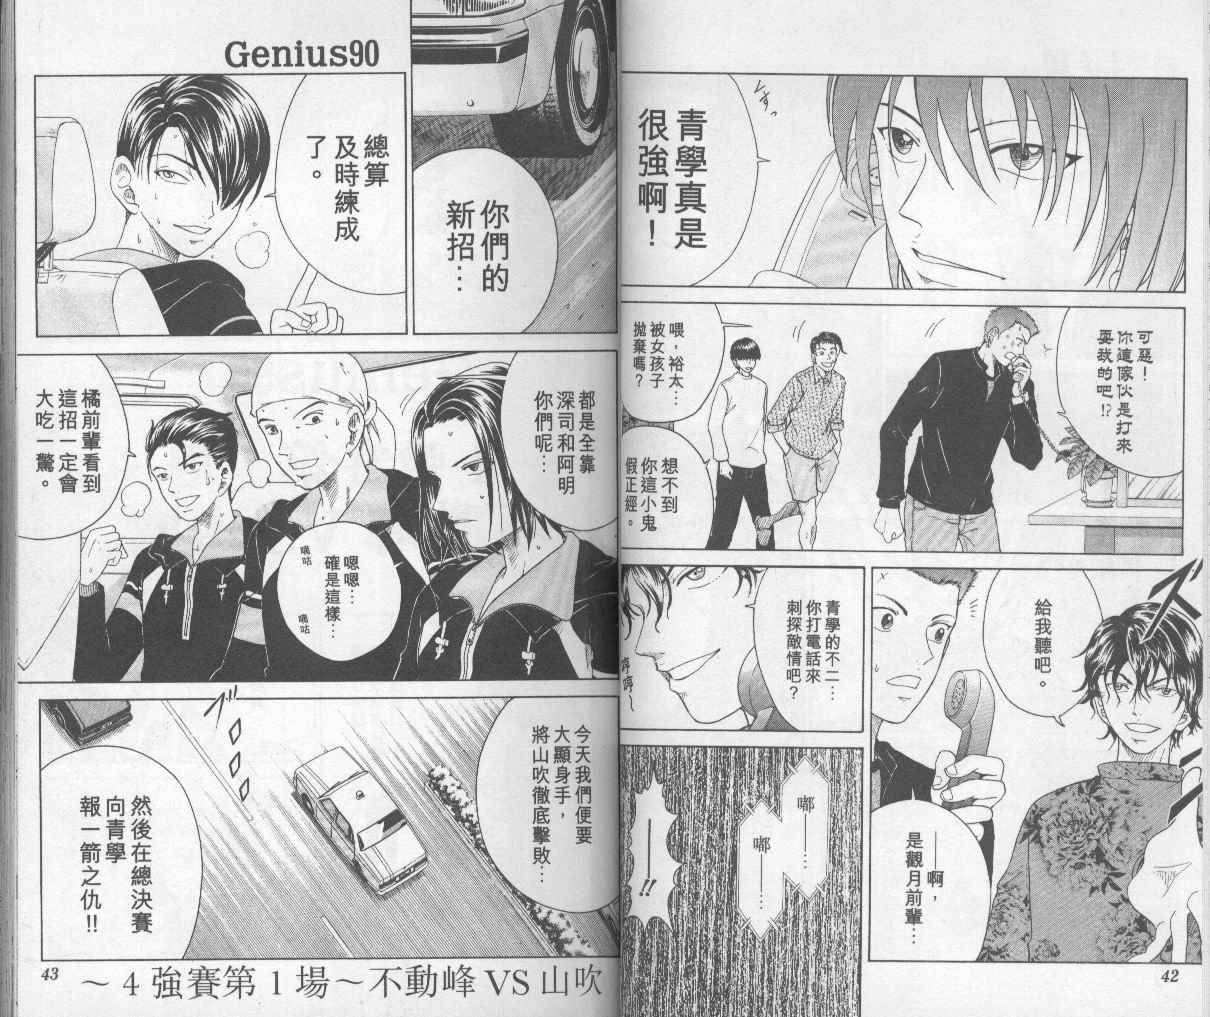 青學真是
很強啊！
くすっ
可惡！
你這傢伙是打來
耍我的吧!?
喂，裕太…
被女孩子
拋棄嗎？
想不到
你這小鬼
假正經。
給我聽吧。
——啊，
是觀月前輩…
青學的不二…
你打電話來
刺探敵情吧？
嘟——…
嘟——…
——!!
42
Genius90
你們的
新招…
總算
及時練成
了。
都是全靠
深司和阿明
你們呢…
嗯嗯…
確是這樣…
嘀咕
嘀咕
橘前輩看到
這招一定會
大吃一驚。
今天我們便要
大顯身手，
將山吹徹底擊敗…
然後在總決賽
向青學
報一箭之仇!!
43
～4強賽第1場～不動峰VS山吹